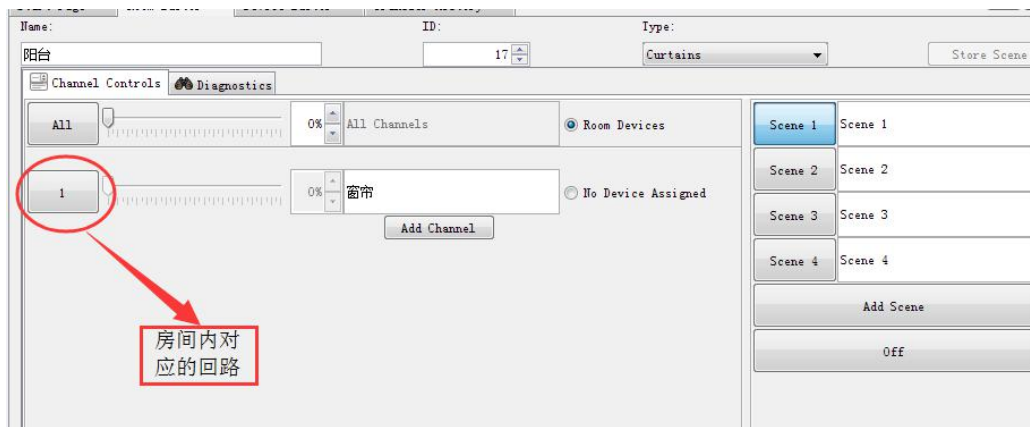 Name:
ID:
Type:
阳台
17
Curtains
Store Scene
Channel Controls
Diagnostics
All
0%
All Channels
Room Devices
1
0%
窗帘
No Device Assigned
Add Channel
Scene 1
Scene 1
Scene 2
Scene 2
Scene 3
Scene 3
Scene 4
Scene 4
Add Scene
Off
房间内对
应的回路